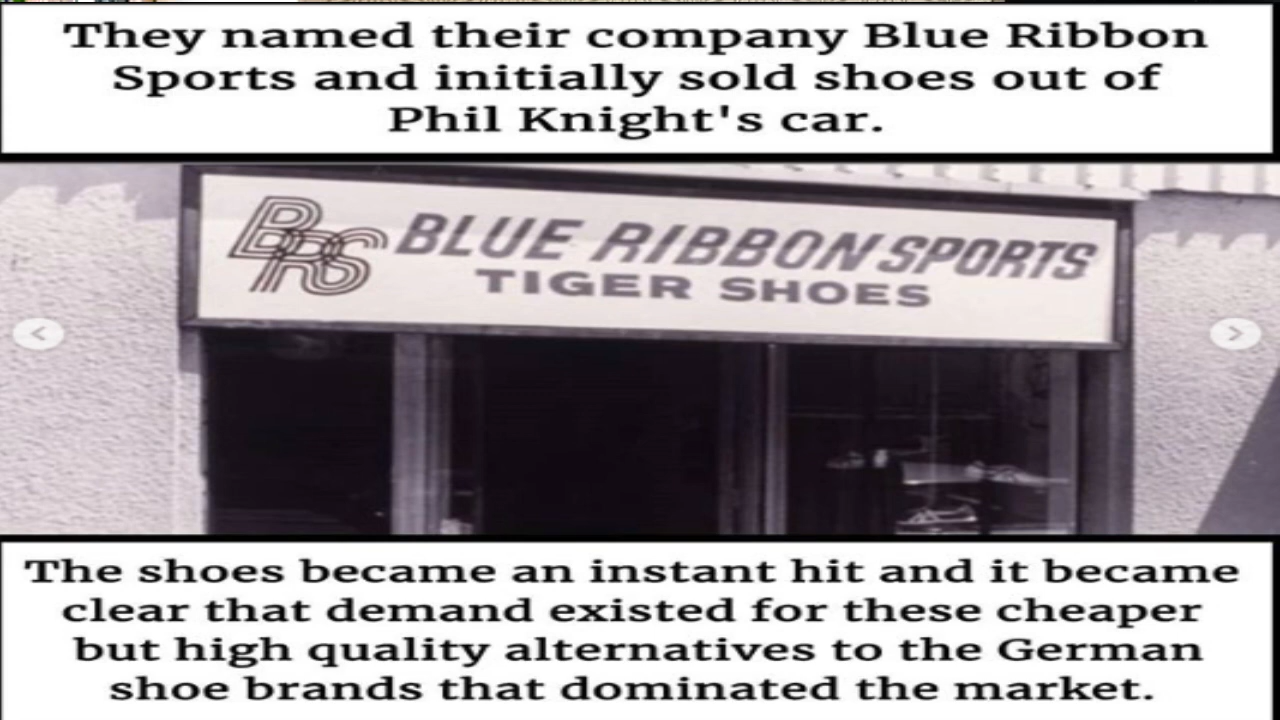 They named their company Blue Ribbon
Sports and initially sold shoes out of
Phil Knight's car.
BRS BLUE RIBBON SPORTS
TIGER SHOES
The shoes became an instant hit and it became
clear that demand existed for these cheaper
but high quality alternatives to the German
shoe brands that dominated the market.